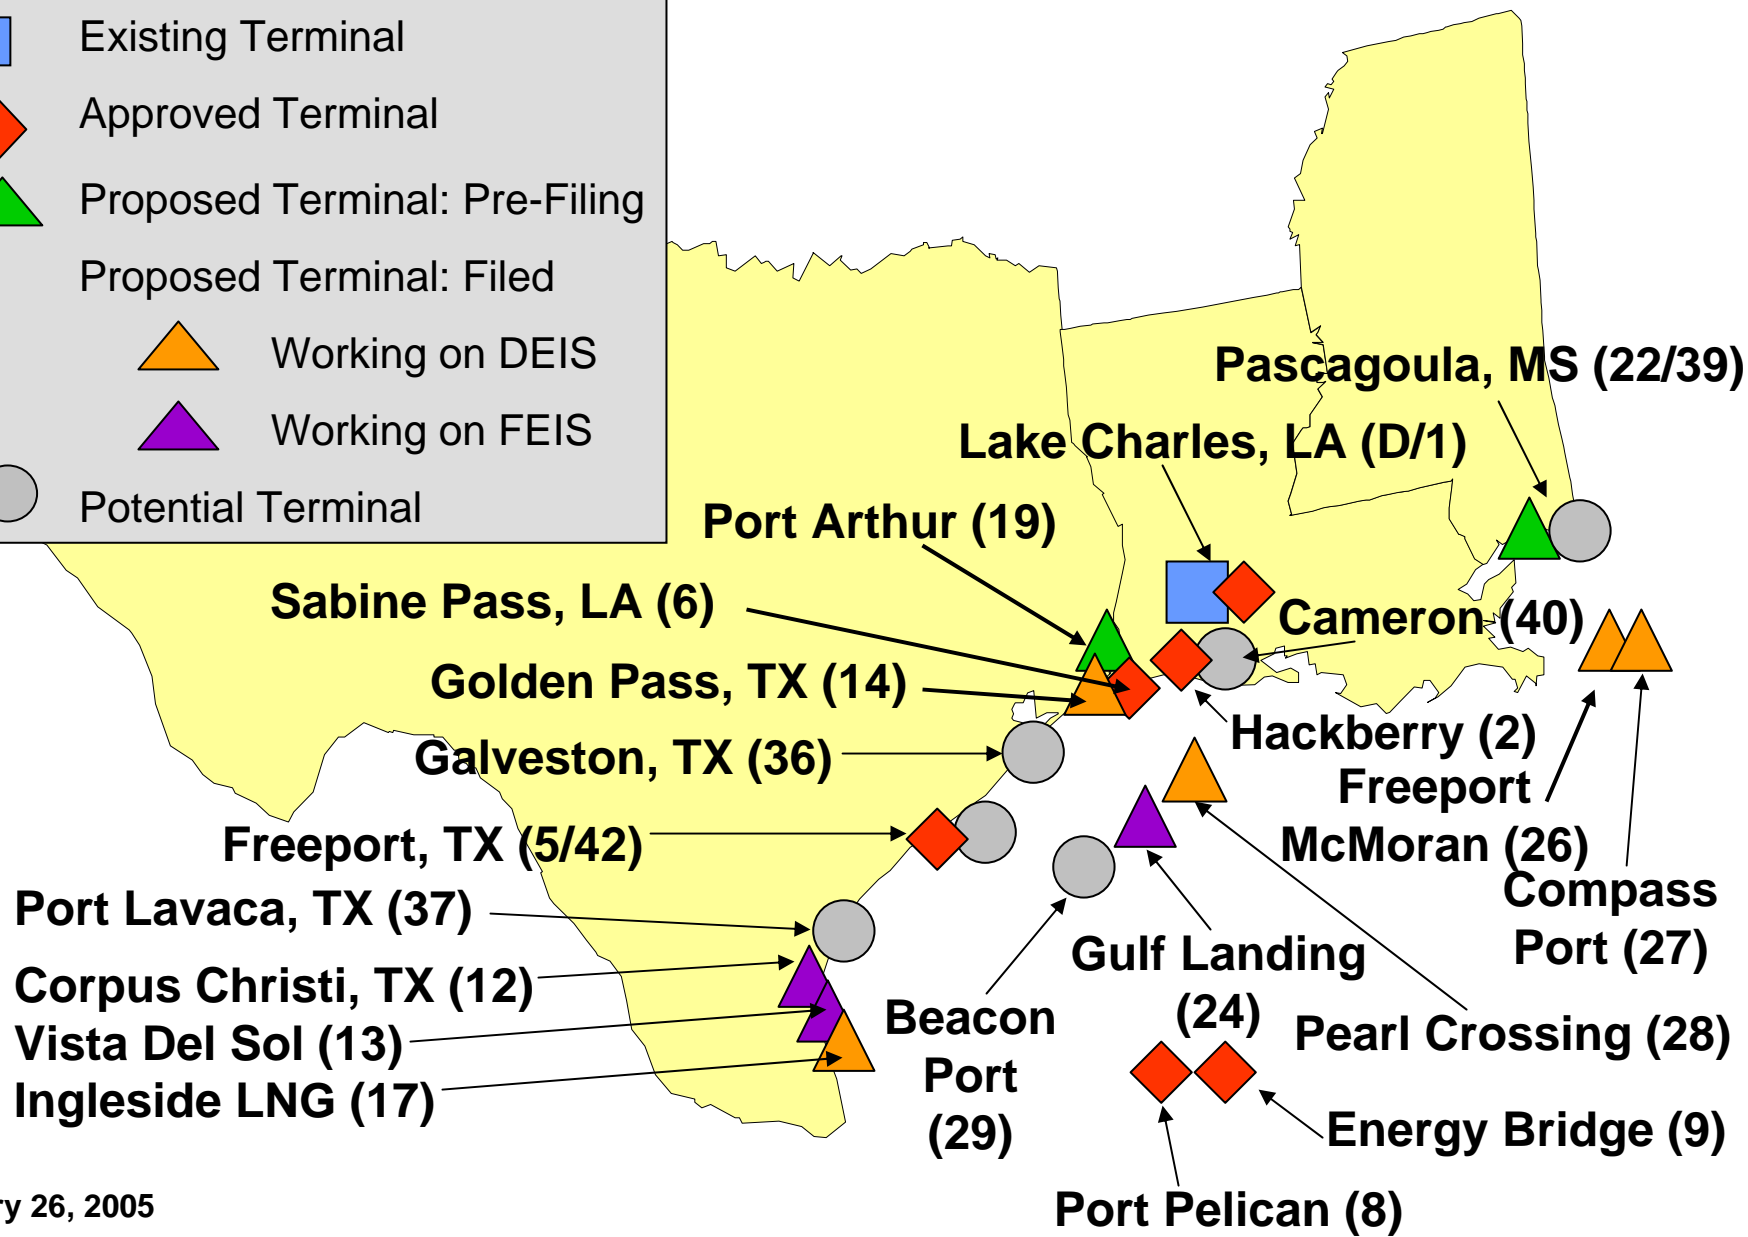 Existing Terminal
Approved Terminal
Proposed Terminal: Pre-Filing
Proposed Terminal: Filed
Working on DEIS
Working on FEIS
Potential Terminal
Pascagoula, MS (22/39)
Lake Charles, LA (D/1)
Port Arthur (19)
Sabine Pass, LA (6)
Cameron (40)
Golden Pass, TX (14)
Hackberry (2)
Galveston, TX (36)
Freeport
McMoran (26)
Freeport, TX (5/42)
Compass
Port (27)
Port Lavaca, TX (37)
Gulf Landing
(24)
Corpus Christi, TX (12)
Beacon
Port
(29)
Pearl Crossing (28)
Vista Del Sol (13)
Ingleside LNG (17)
Energy Bridge (9)
Port Pelican (8)
ry 26, 2005